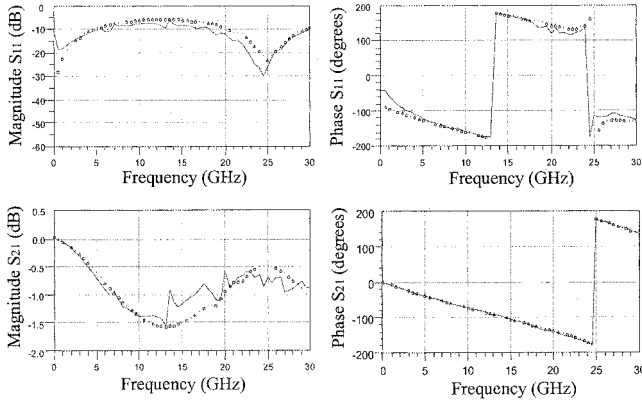 Magnitude S11 (dB)
0
-10
-20
-30
-40
-50
-60
0 5 10 15 20 25 30
Frequency (GHz)
Phase S11 (degrees)
200
100
0
-100
-200
0 5 10 15 20 25 30
Frequency (GHz)
Magnitude S21 (dB)
0.5
0.0
-0.5
-1.0
-1.5
-2.0
0 5 10 15 20 25 30
Frequency (GHz)
Phase S21 (degrees)
200
100
0
-100
-200
0 5 10 15 20 25 30
Frequency (GHz)